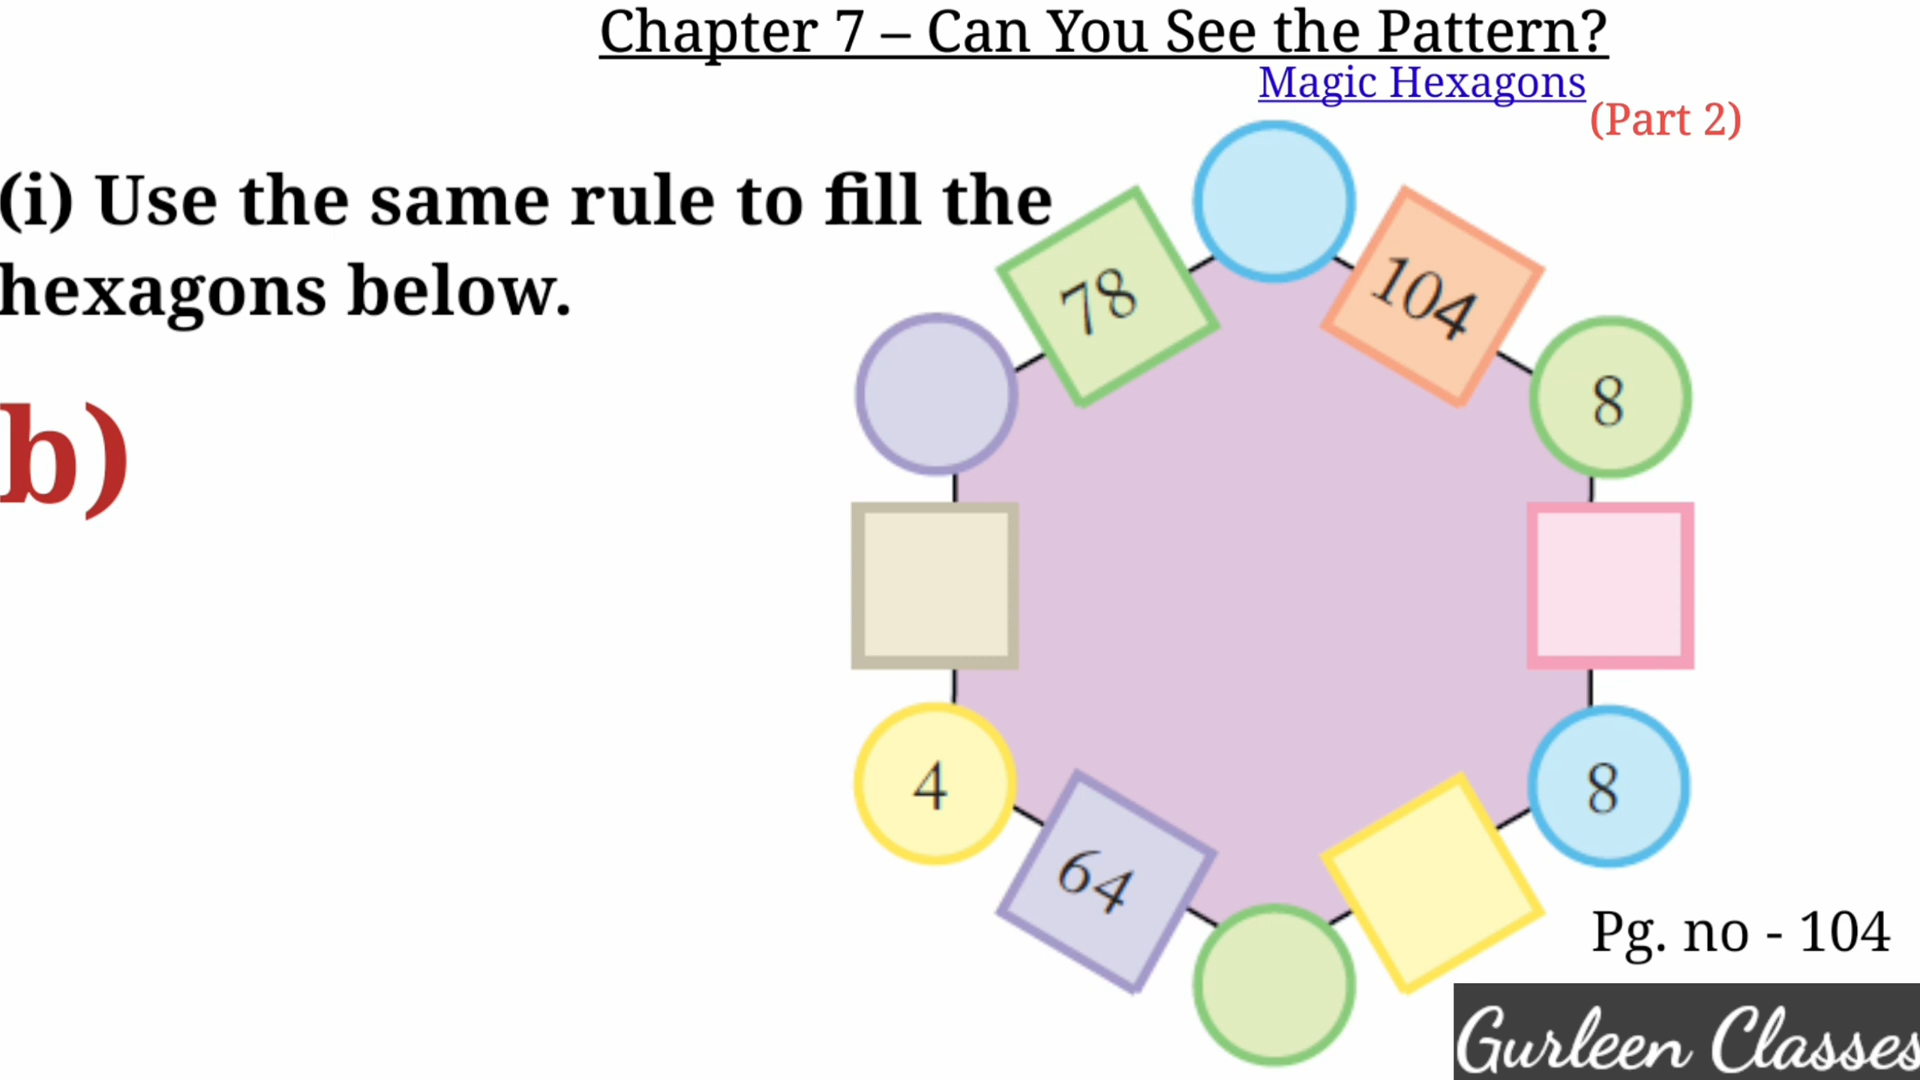 Chapter 7 – Can You See the Pattern?
Magic Hexagons
(Part 2)
(i) Use the same rule to fill the
hexagons below.
b)
78
104
8
4
8
64
Pg. no - 104
Gurleen Classes